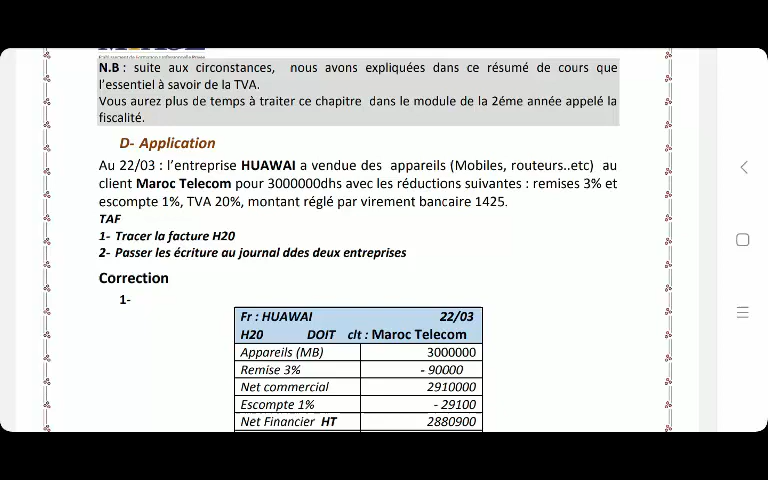 N.B : suite aux circonstances, nous avons expliquées dans ce résumé de cours que
l'essentiel à savoir de la TVA.
Vous aurez plus de temps à traiter ce chapitre dans le module de la 2éme année appelé la
fiscalité.
D- Application
Au 22/03 : l'entreprise HUAWAI a vendue des appareils (Mobiles, routeurs..etc) au
client Maroc Telecom pour 3000000dhs avec les réductions suivantes : remises 3% et
escompte 1%, TVA 20%, montant réglé par virement bancaire 1425.
TAF
1- Tracer la facture H20
2- Passer les écriture au journal ddes deux entreprises
Correction
1-
Fr : HUAWAI 22/03
H20 DOIT clt : Maroc Telecom
Appareils (MB) 3000000
Remise 3% - 90000
Net commercial 2910000
Escompte 1% - 29100
Net Financier HT 2880900